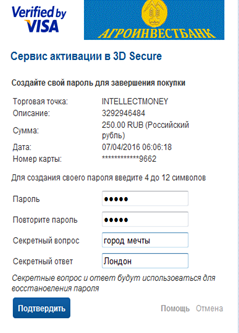 Verified by
VISA
АГРОИНВЕСТБАНК
Сервис активации в 3D Secure
Создайте свой пароль для завершения покупки
Торговая точка: INTELLECTMONEY
Описание: 3292946484
Сумма: 250.00 RUB (Российский рубль)
Дата: 07/04/2016 06:06:18
Номер карты: ************9662
Для создания своего пароля введите 4 до 12 символов
Пароль •••••
Повторите пароль •••••
Секретный вопрос город мечты
Секретный ответ Лондон
Секретные вопрос и ответ будут использоваться для
восстановления пароля
Подтвердить Помощь Отмена